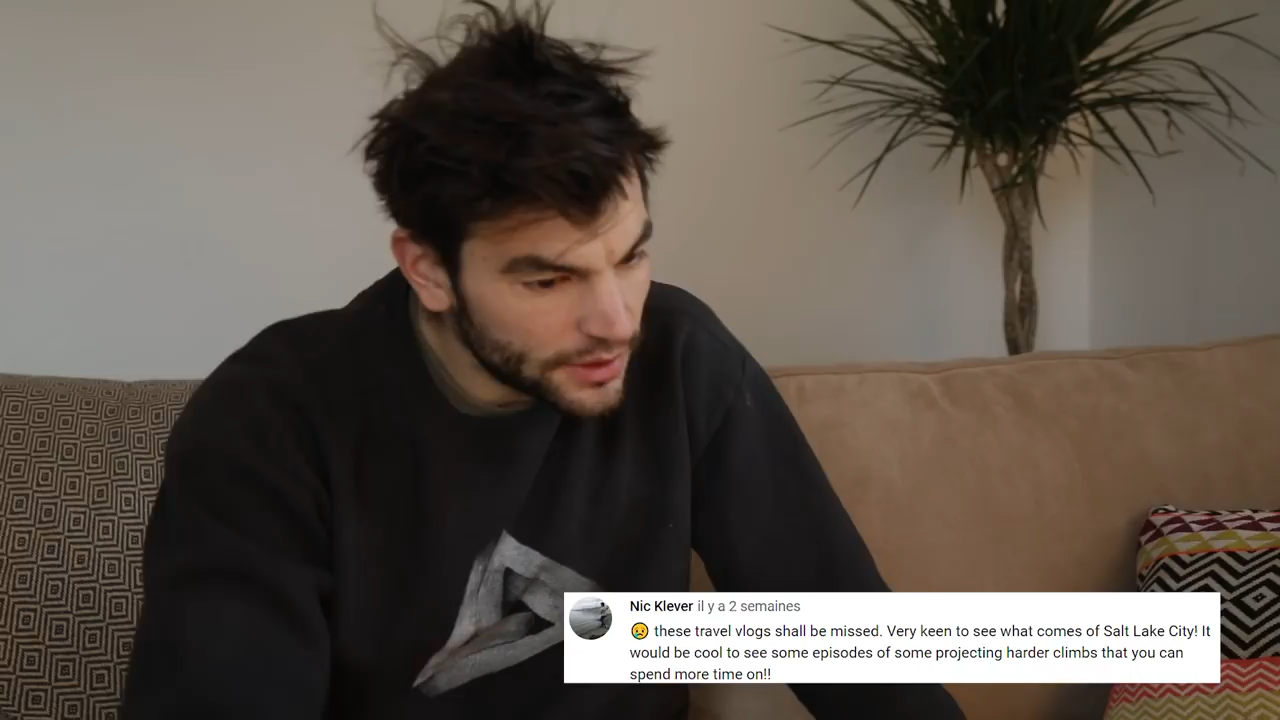 Nic Klever il y a 2 semaines
😥 these travel vlogs shall be missed. Very keen to see what comes of Salt Lake City! It
would be cool to see some episodes of some projecting harder climbs that you can
spend more time on!!